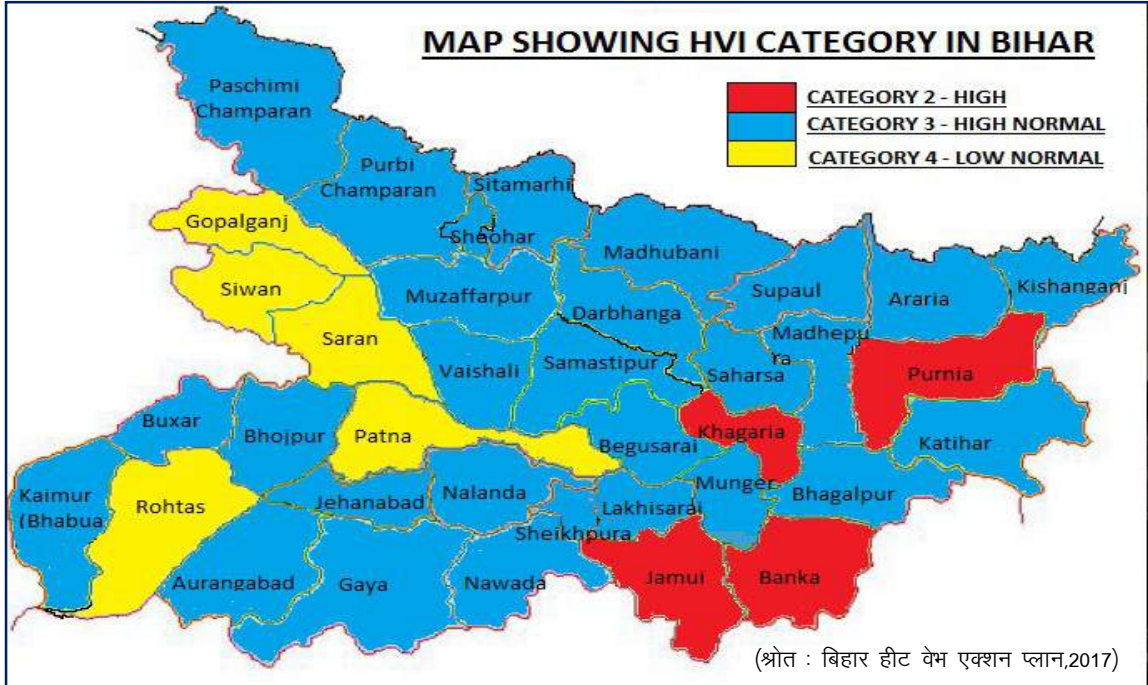 MAP SHOWING HVI CATEGORY IN BIHAR
CATEGORY 2 - HIGH
CATEGORY 3 - HIGH NORMAL
CATEGORY 4 - LOW NORMAL
Paschimi
Champaran
Purbi
Champaran
Sitamarhi
Sheohar
Gopalganj
Madhubani
Siwan
Muzaffarpur
Darbhanga
Supaul
Araria
Kishanganj
Saran
Vaishali
Samastipur
Madhepu
ra
Saharsa
Purnia
Buxar
Bhojpur
Patna
Begusarai
Khagaria
Katihar
Kaimur
(Bhabua
Rohtas
Jehanabad
Nalanda
Lakhisarai
Munger
Bhagalpur
Sheikhpura
Aurangabad
Gaya
Nawada
Jamui
Banka
(श्रोत : बिहार हीट वेभ एक्शन प्लान,2017)